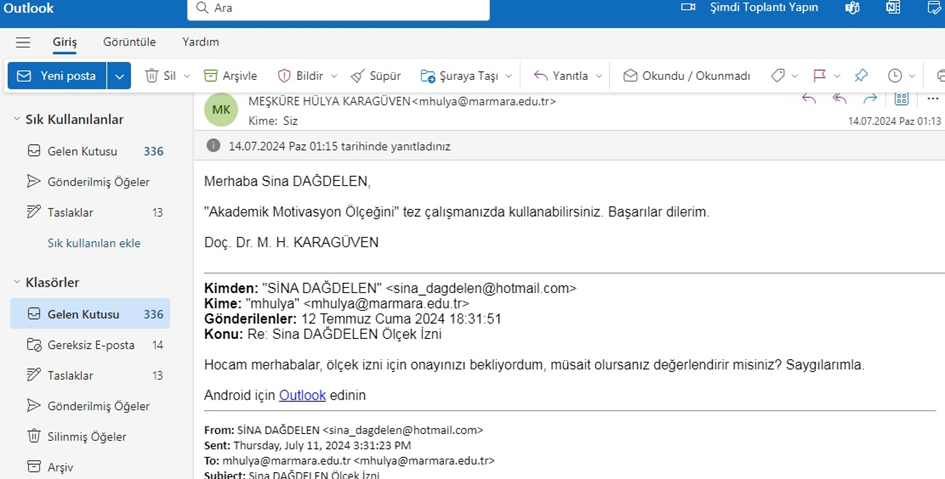 Outlook
Ara
Şimdi Toplantı Yapın
Giriş
Görüntüle
Yardım
Yeni posta
Sil
Arşivle
Bildir
Süpür
Şuraya Taşı
Yanıtla
Okundu / Okunmadı
Sık Kullanılanlar
Gelen Kutusu 336
Gönderilmiş Öğeler
Taslaklar 13
Sık kullanılan ekle
Klasörler
Gelen Kutusu 336
Gereksiz E-posta 14
Taslaklar 13
Gönderilmiş Öğeler
Silinmiş Öğeler
Arşiv
MK
MEŞKÜRE HÜLYA KARAGÜVEN<mhulya@marmara.edu.tr>
Kime: Siz
14.07.2024 Paz 01:13
14.07.2024 Paz 01:15 tarihinde yanıtladınız
Merhaba Sina DAĞDELEN,
"Akademik Motivasyon Ölçeğini" tez çalışmanızda kullanabilirsiniz. Başarılar dilerim.
Doç. Dr. M. H. KARAGÜVEN
Kimden: "SİNA DAĞDELEN" <sina_dagdelen@hotmail.com>
Kime: "mhulya" <mhulya@marmara.edu.tr>
Gönderilenler: 12 Temmuz Cuma 2024 18:31:51
Konu: Re: Sina DAĞDELEN Ölçek İzni
Hocam merhabalar, ölçek izni için onayınızı bekliyordum, müsait olursanız değerlendirir misiniz? Saygılarımla.
Android için Outlook edinin
From: SİNA DAĞDELEN <sina_dagdelen@hotmail.com>
Sent: Thursday, July 11, 2024 3:31:23 PM
To: mhulya@marmara.edu.tr <mhulya@marmara.edu.tr>
Subject: Sina DAĞDELEN Ölçek İzni